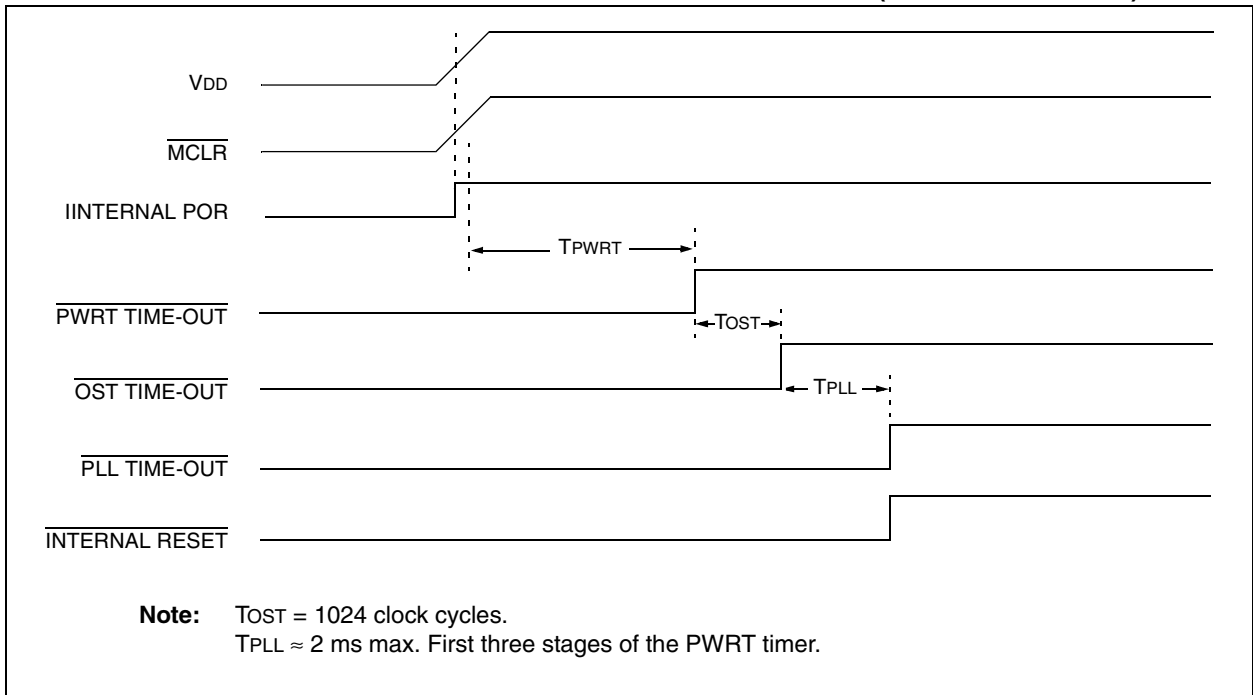 VDD
MCLR
IINTERNAL POR
TPWRT
PWRT TIME-OUT
TOST
OST TIME-OUT
TPLL
PLL TIME-OUT
INTERNAL RESET
Note: TOST = 1024 clock cycles.
TPLL ≈ 2 ms max. First three stages of the PWRT timer.